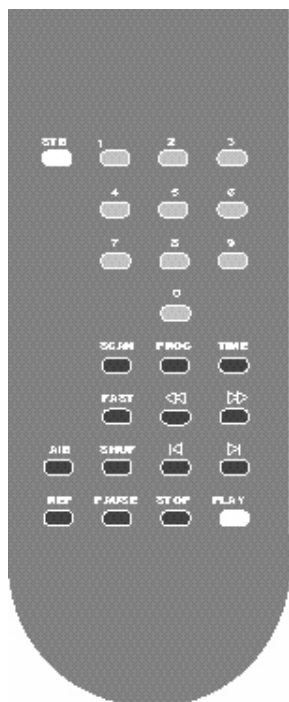 STB 1 2 3
4 5 6
7 8 9
0
SCAN PROG TIME
FAST
A/B SHUF
REP PAUSE STOP PLAY